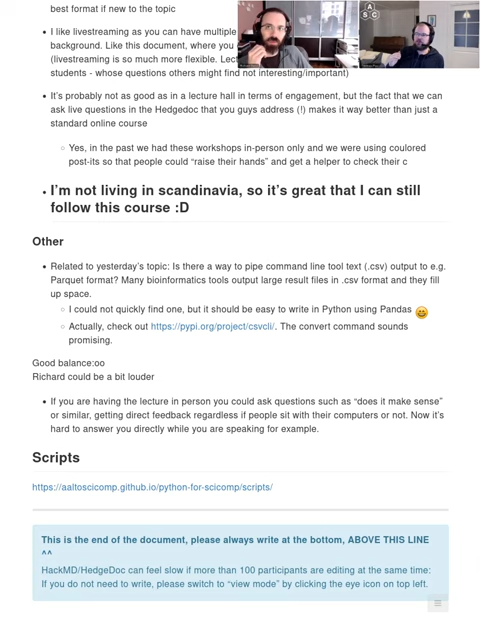 best format if new to the topic
I like livestreaming as you can have multiple
background. Like this document, where you
(livestreaming is so much more flexible. Lect
students - whose questions others might find not interesting/important)
It's probably not as good as in a lecture hall in terms of engagement, but the fact that we can
ask live questions in the Hedgedoc that you guys address (!) makes it way better than just a
standard online course
Yes, in the past we had these workshops in-person only and we were using coulored
post-its so that people could “raise their hands” and get a helper to check their c
I'm not living in scandinavia, so it's great that I can still
follow this course :D
Other
Related to yesterday's topic: Is there a way to pipe command line tool text (.csv) output to e.g.
Parquet format? Many bioinformatics tools output large result files in .csv format and they fill
up space.
I could not quickly find one, but it should be easy to write in Python using Pandas 😄
Actually, check out https://pypi.org/project/csvcli/. The convert command sounds
promising.
Good balance:oo
Richard could be a bit louder
If you are having the lecture in person you could ask questions such as “does it make sense”
or similar, getting direct feedback regardless if people sit with their computers or not. Now it's
hard to answer you directly while you are speaking for example.
Scripts
https://aaltoscicomp.github.io/python-for-scicomp/scripts/
This is the end of the document, please always write at the bottom, ABOVE THIS LINE
^^
HackMD/HedgeDoc can feel slow if more than 100 participants are editing at the same time:
If you do not need to write, please switch to “view mode” by clicking the eye icon on top left.
A
S
C